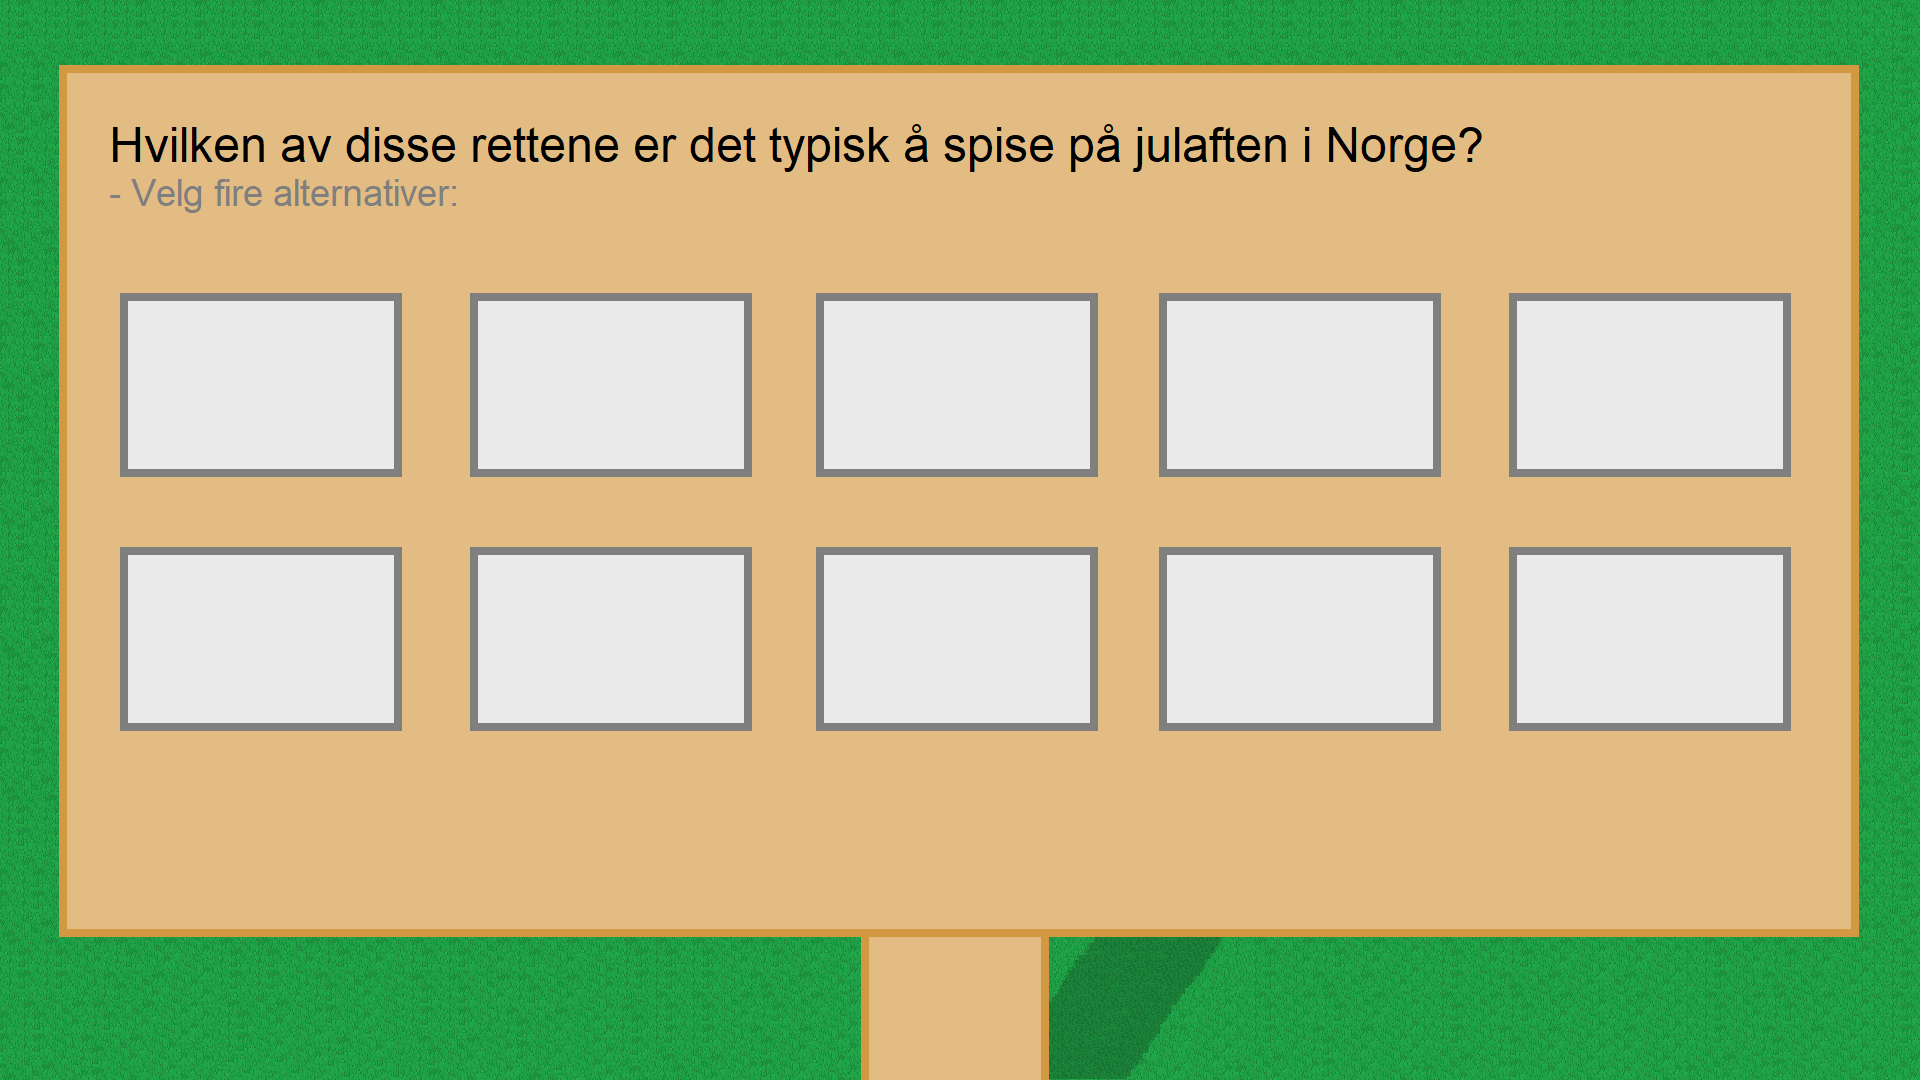 Hvilken av disse rettene er det typisk å spise på julaften i Norge?
- Velg fire alternativer: